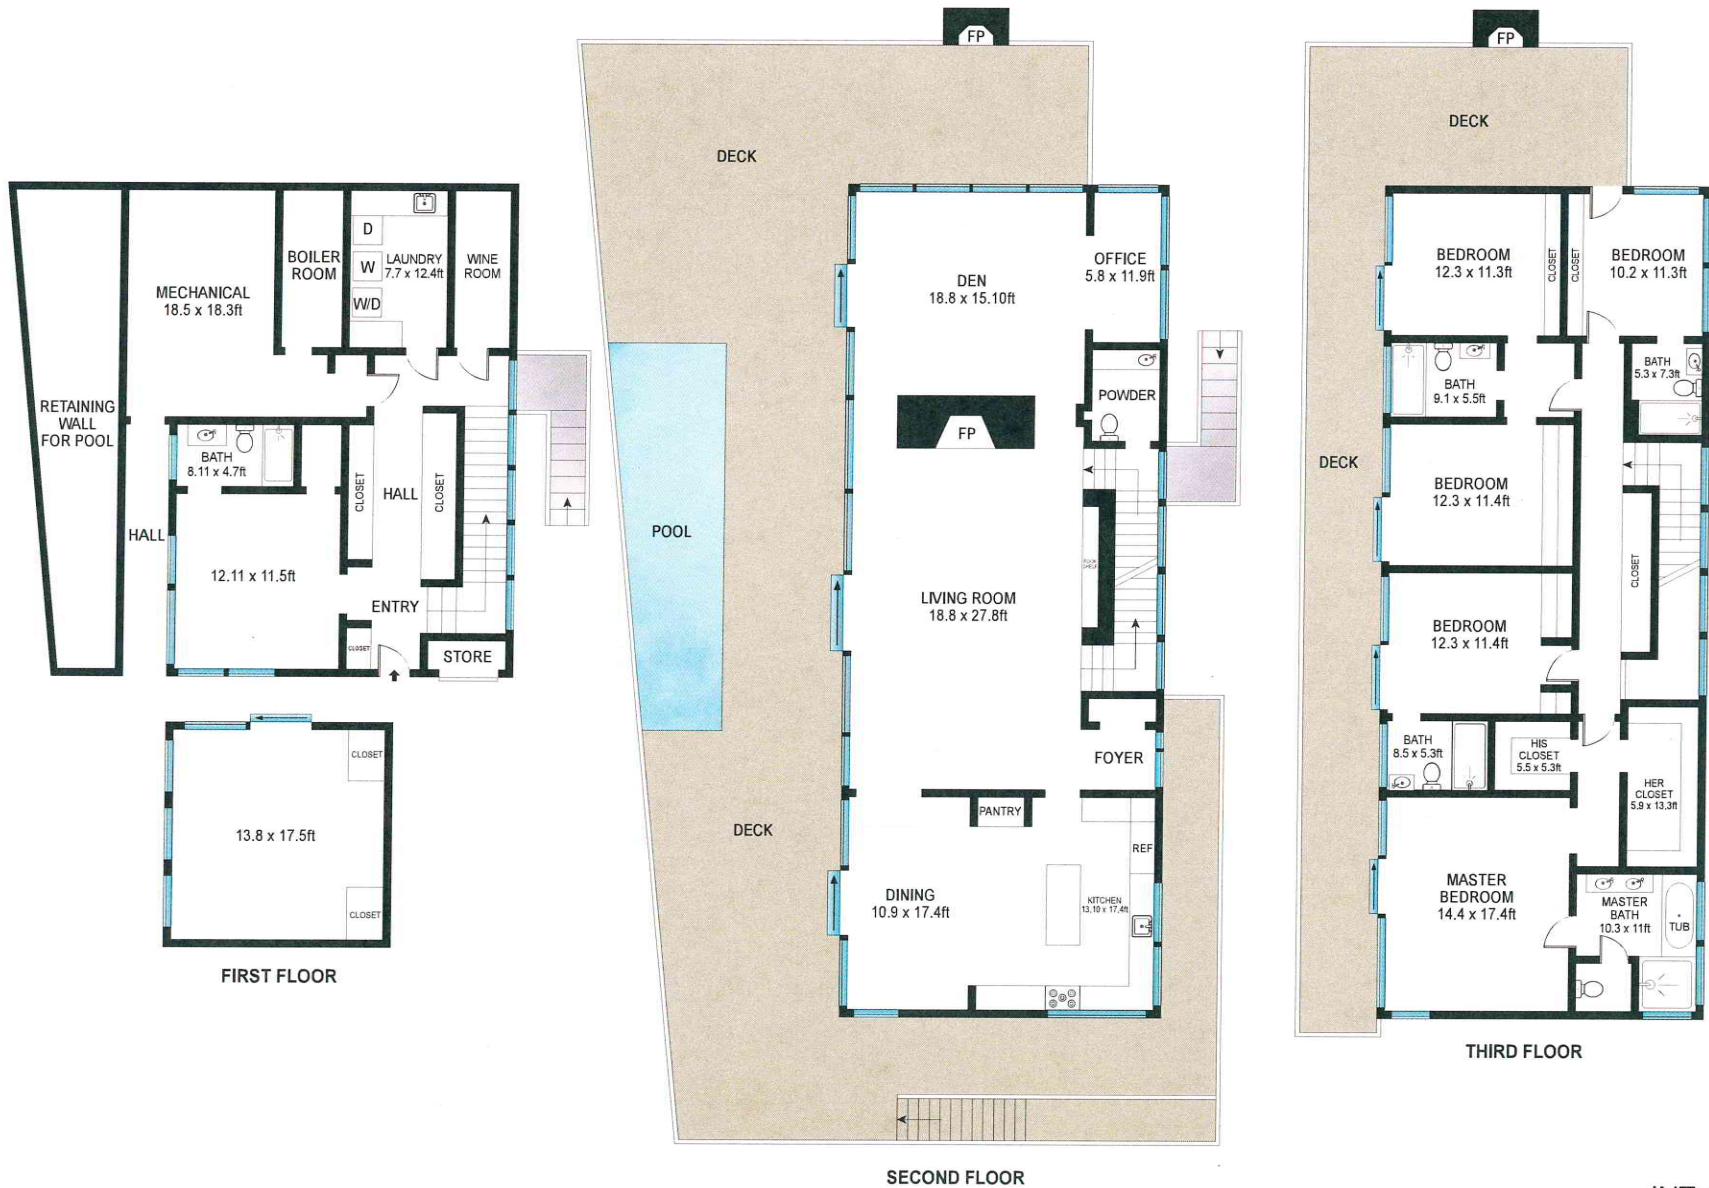 RETAINING
WALL
FOR POOL
MECHANICAL
18.5 x 18.3ft
BOILER
ROOM
D
W
W/D
LAUNDRY
7.7 x 12.4ft
WINE
ROOM
BATH
8.11 x 4.7ft
HALL
CLOSET
HALL
CLOSET
12.11 x 11.5ft
ENTRY
CLOSET
STORE
CLOSET
13.8 x 17.5ft
CLOSET
FIRST FLOOR
FP
DECK
DEN
18.8 x 15.10ft
OFFICE
5.8 x 11.9ft
POWDER
FP
POOL
LIVING ROOM
18.8 x 27.8ft
FOYER
DECK
PANTRY
REF
DINING
10.9 x 17.4ft
KITCHEN
13.10 x 17.4ft
SECOND FLOOR
FP
DECK
BEDROOM
12.3 x 11.3ft
CLOSET
CLOSET
BEDROOM
10.2 x 11.3ft
BATH
9.1 x 5.5ft
BATH
5.3 x 7.3ft
DECK
BEDROOM
12.3 x 11.4ft
CLOSET
BEDROOM
12.3 x 11.4ft
BATH
8.5 x 5.3ft
HIS
CLOSET
5.5 x 5.3ft
HER
CLOSET
5.9 x 13.3ft
DECK
MASTER
BEDROOM
14.4 x 17.4ft
MASTER
BATH
10.3 x 11ft
TUB
THIRD FLOOR